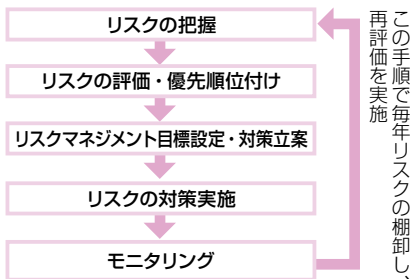 リスクの把握
リスクの評価・優先順位付け
リスクマネジメント目標設定・対策立案
リスクの対策実施
モニタリング
この手順で毎年リスクの棚卸し、
再評価を実施